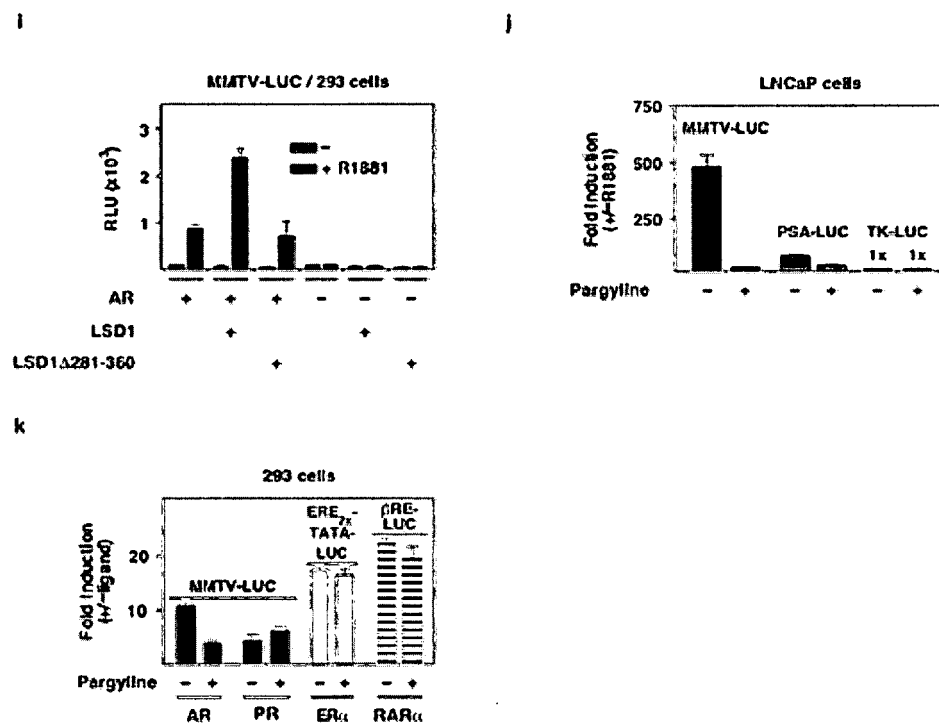 i
MMTV-LUC / 293 cells
RLU (x10³)
3
2
1
–
+ R1881
AR + + + – – –
LSD1 + +
LSD1Δ281-360 + +
j
LNCaP cells
Fold Induction
(+/–R1881)
750
500
250
MMTV-LUC
PSA-LUC TK-LUC
1x 1x
Pargyline – + – + – +
k
293 cells
Fold Induction
(+/–ligand)
20
10
MMTV-LUC
ERE2x-
TATA-
LUC
βRE-
LUC
Pargyline – + – + – + – +
AR PR ERα RARα